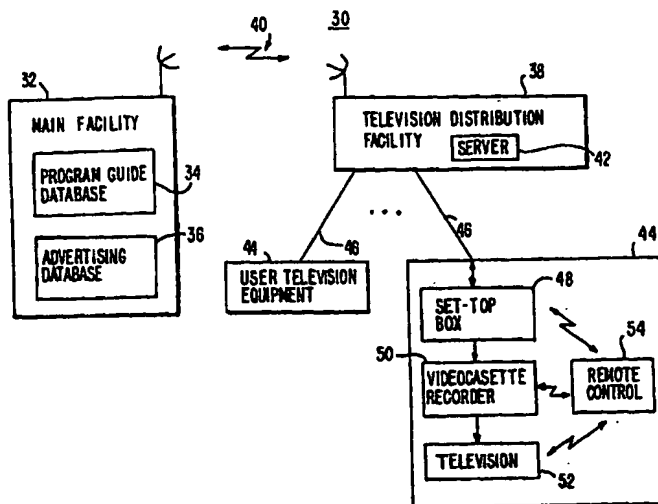 30
40
32
MAIN FACILITY
PROGRAM GUIDE
DATABASE
34
ADVERTISING
DATABASE
36
38
TELEVISION DISTRIBUTION
FACILITY
SERVER
42
...
46
46
44
USER TELEVISION
EQUIPMENT
44
48
SET-TOP
BOX
50
VIDEOCASETTE
RECORDER
54
REMOTE
CONTROL
TELEVISION
52